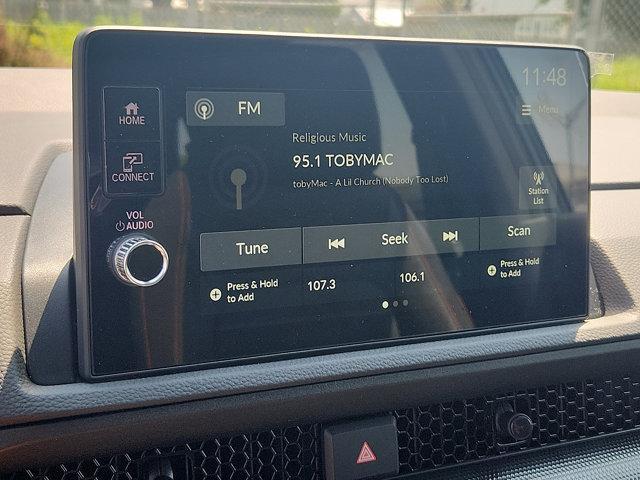 11:48
HOME
FM
Menu
Religious Music
95.1 TOBYMAC
tobyMac - A Lil Church (Nobody Too Lost)
CONNECT
Station
List
VOL
AUDIO
Tune
Seek
Scan
Press & Hold
to Add
107.3
106.1
Press & Hold
to Add